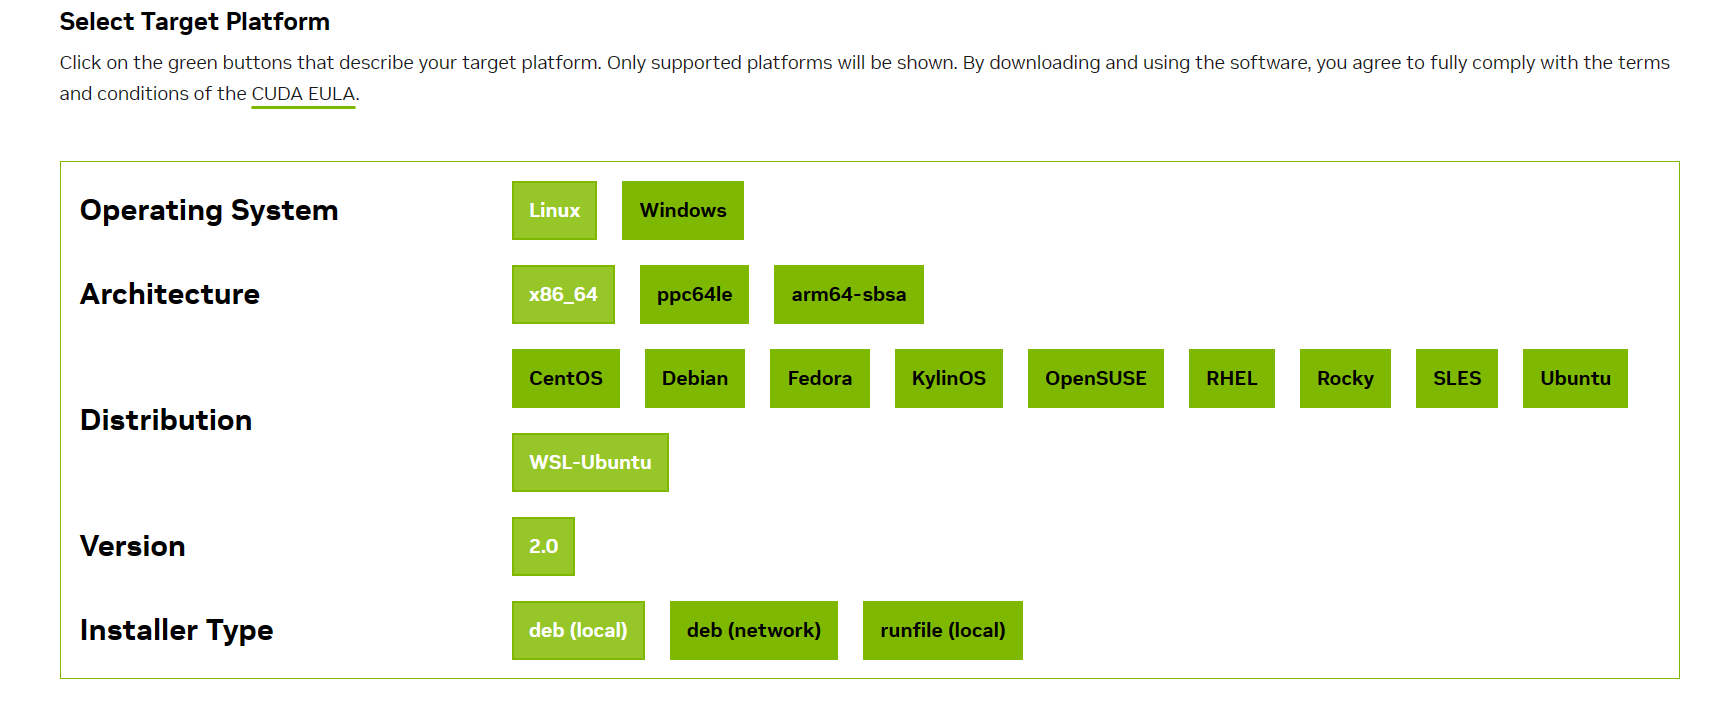 Select Target Platform
Click on the green buttons that describe your target platform. Only supported platforms will be shown. By downloading and using the software, you agree to fully comply with the terms
and conditions of the CUDA EULA.
Operating System
Linux Windows
Architecture
x86_64 ppc64le arm64-sbsa
Distribution
CentOS Debian Fedora KylinOS OpenSUSE RHEL Rocky SLES Ubuntu
WSL-Ubuntu
Version
2.0
Installer Type
deb (local) deb (network) runfile (local)